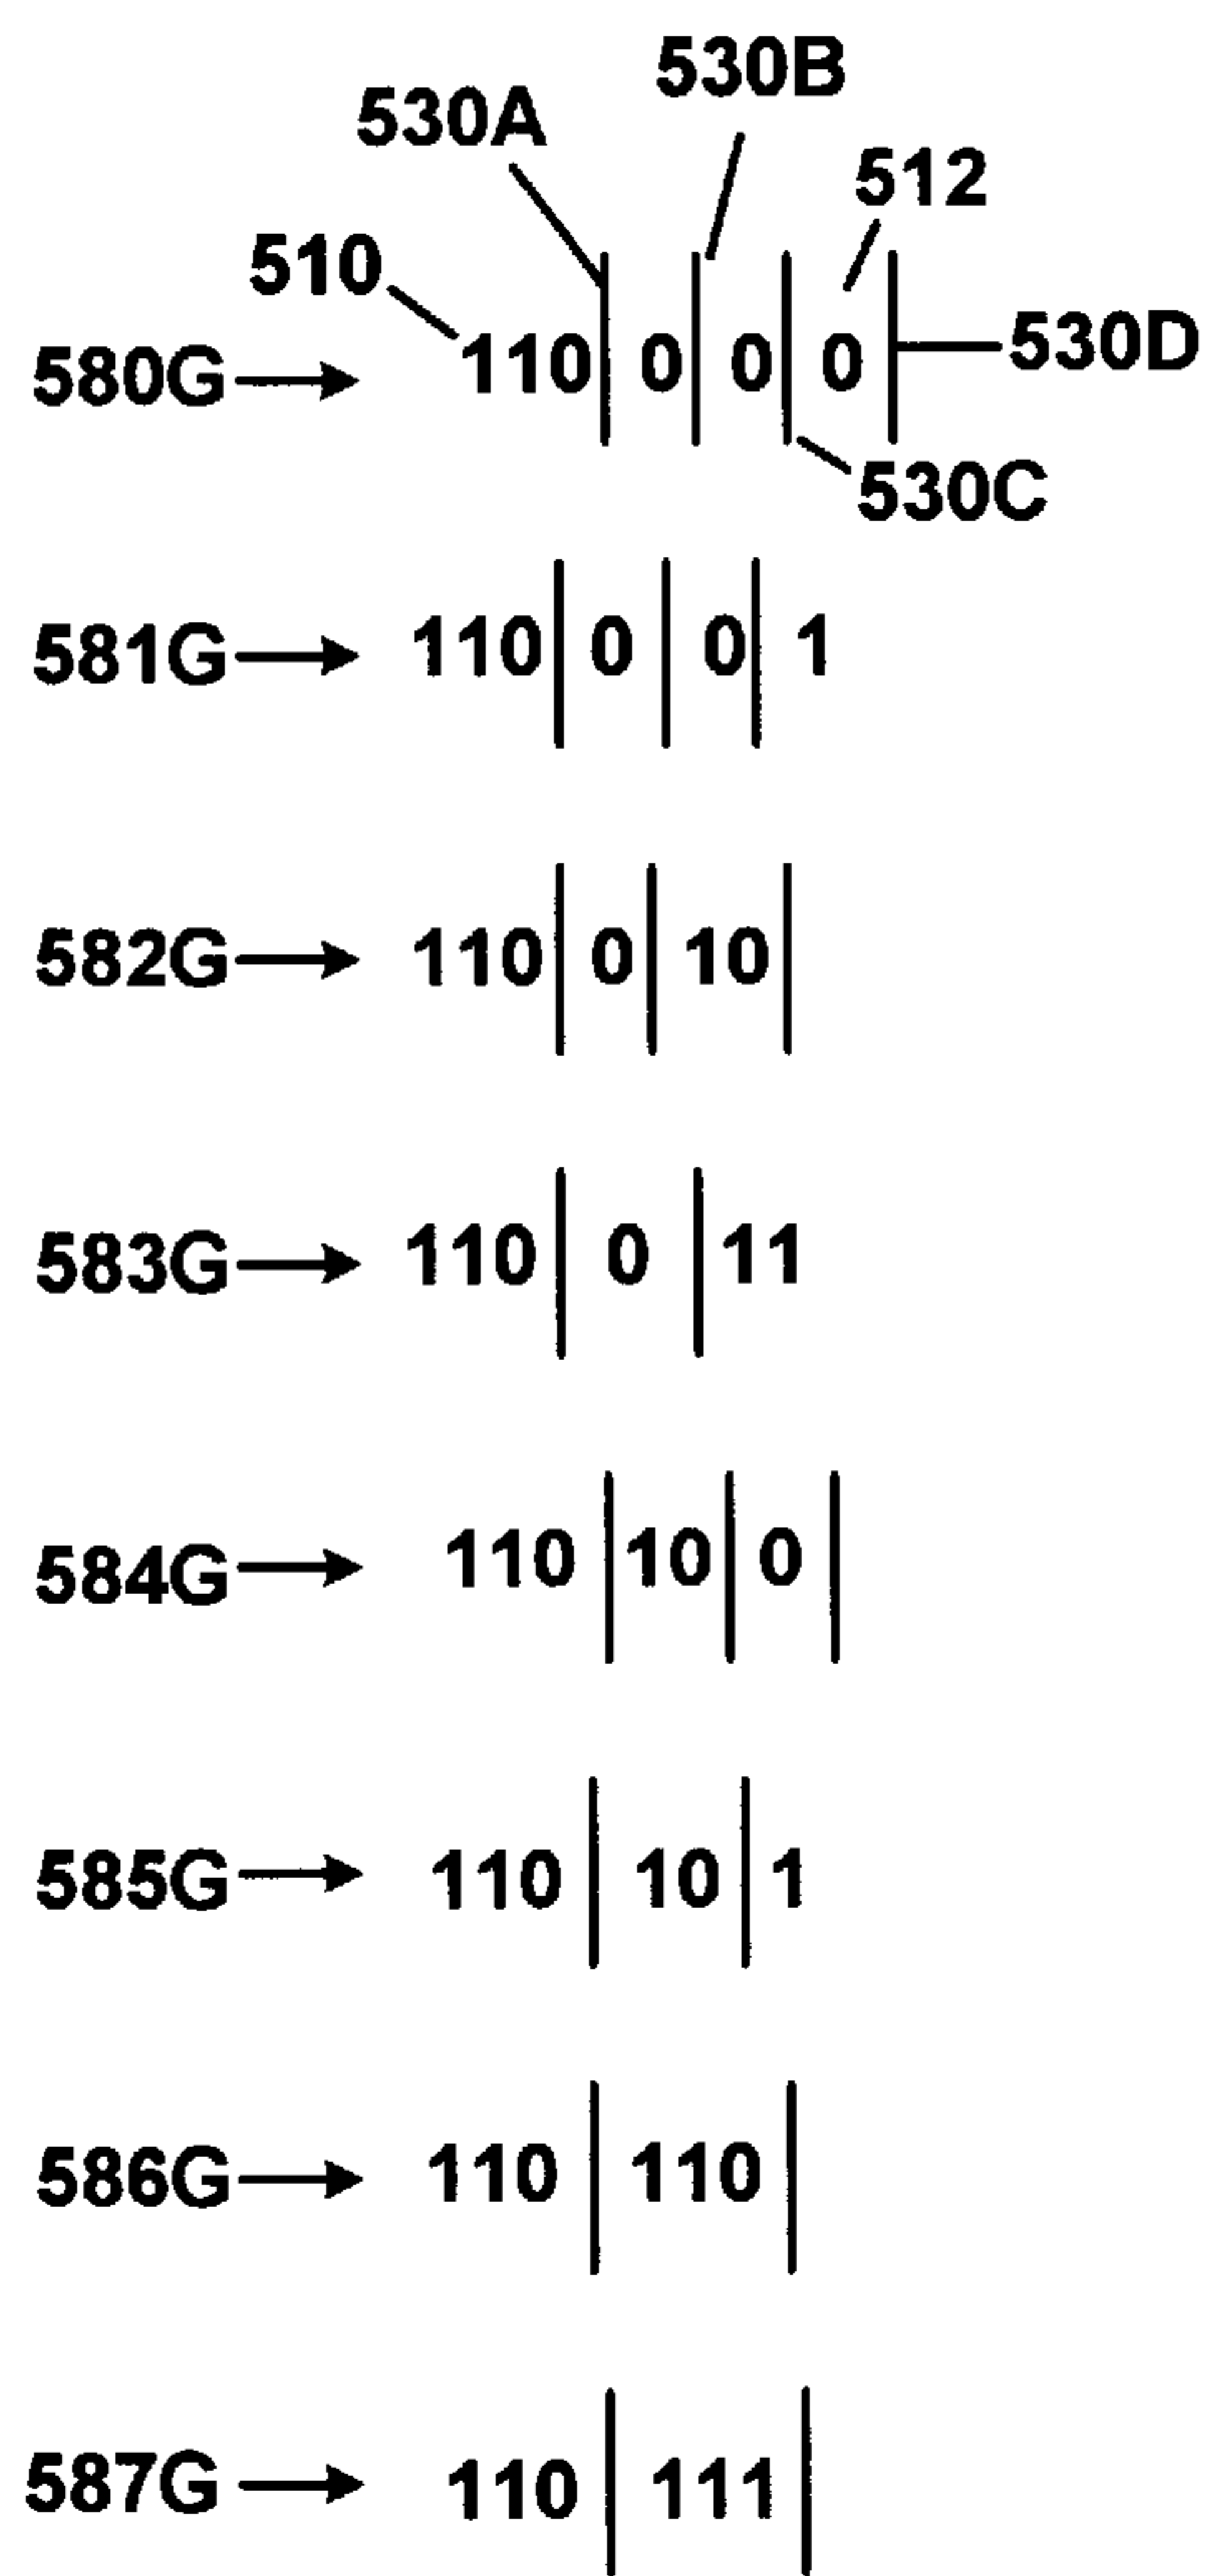 530B
530A
512
510
580G 110 | 0 | 0 | 0 | 530D
530C
581G 110 | 0 | 0 | 1
582G 110 | 0 | 10 |
583G 110 | 0 | 11
584G 110 | 10 | 0 |
585G 110 | 10 | 1
586G 110 | 110 |
587G 110 | 111 |